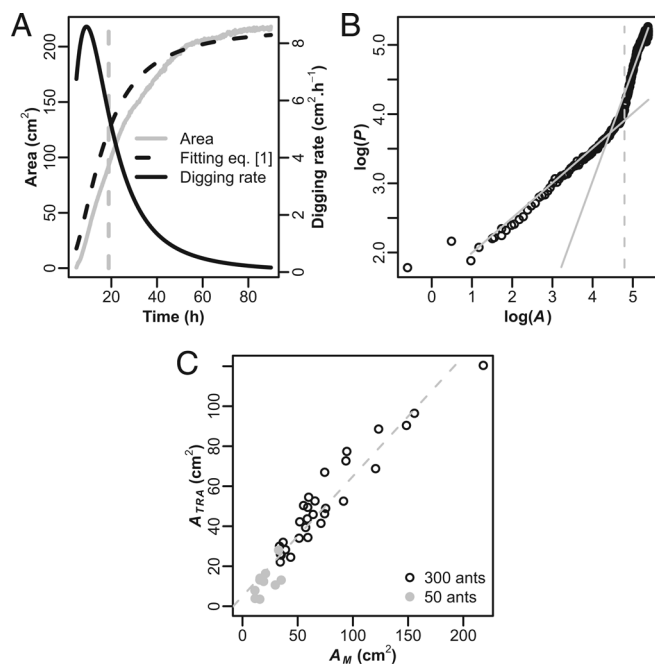 A
Area (cm²)
200
150
100
50
0
Area
Fitting eq. [1]
Digging rate
8
6
4
2
0
Digging rate (cm².h⁻¹)
0 20 40 60 80
Time (h)
B
log(P)
5.0
4.0
3.0
2.0
0 1 2 3 4 5
log(A)
C
A_TRA (cm²)
100
80
60
40
20
0
300 ants
50 ants
0 50 100 150 200
A_M (cm²)